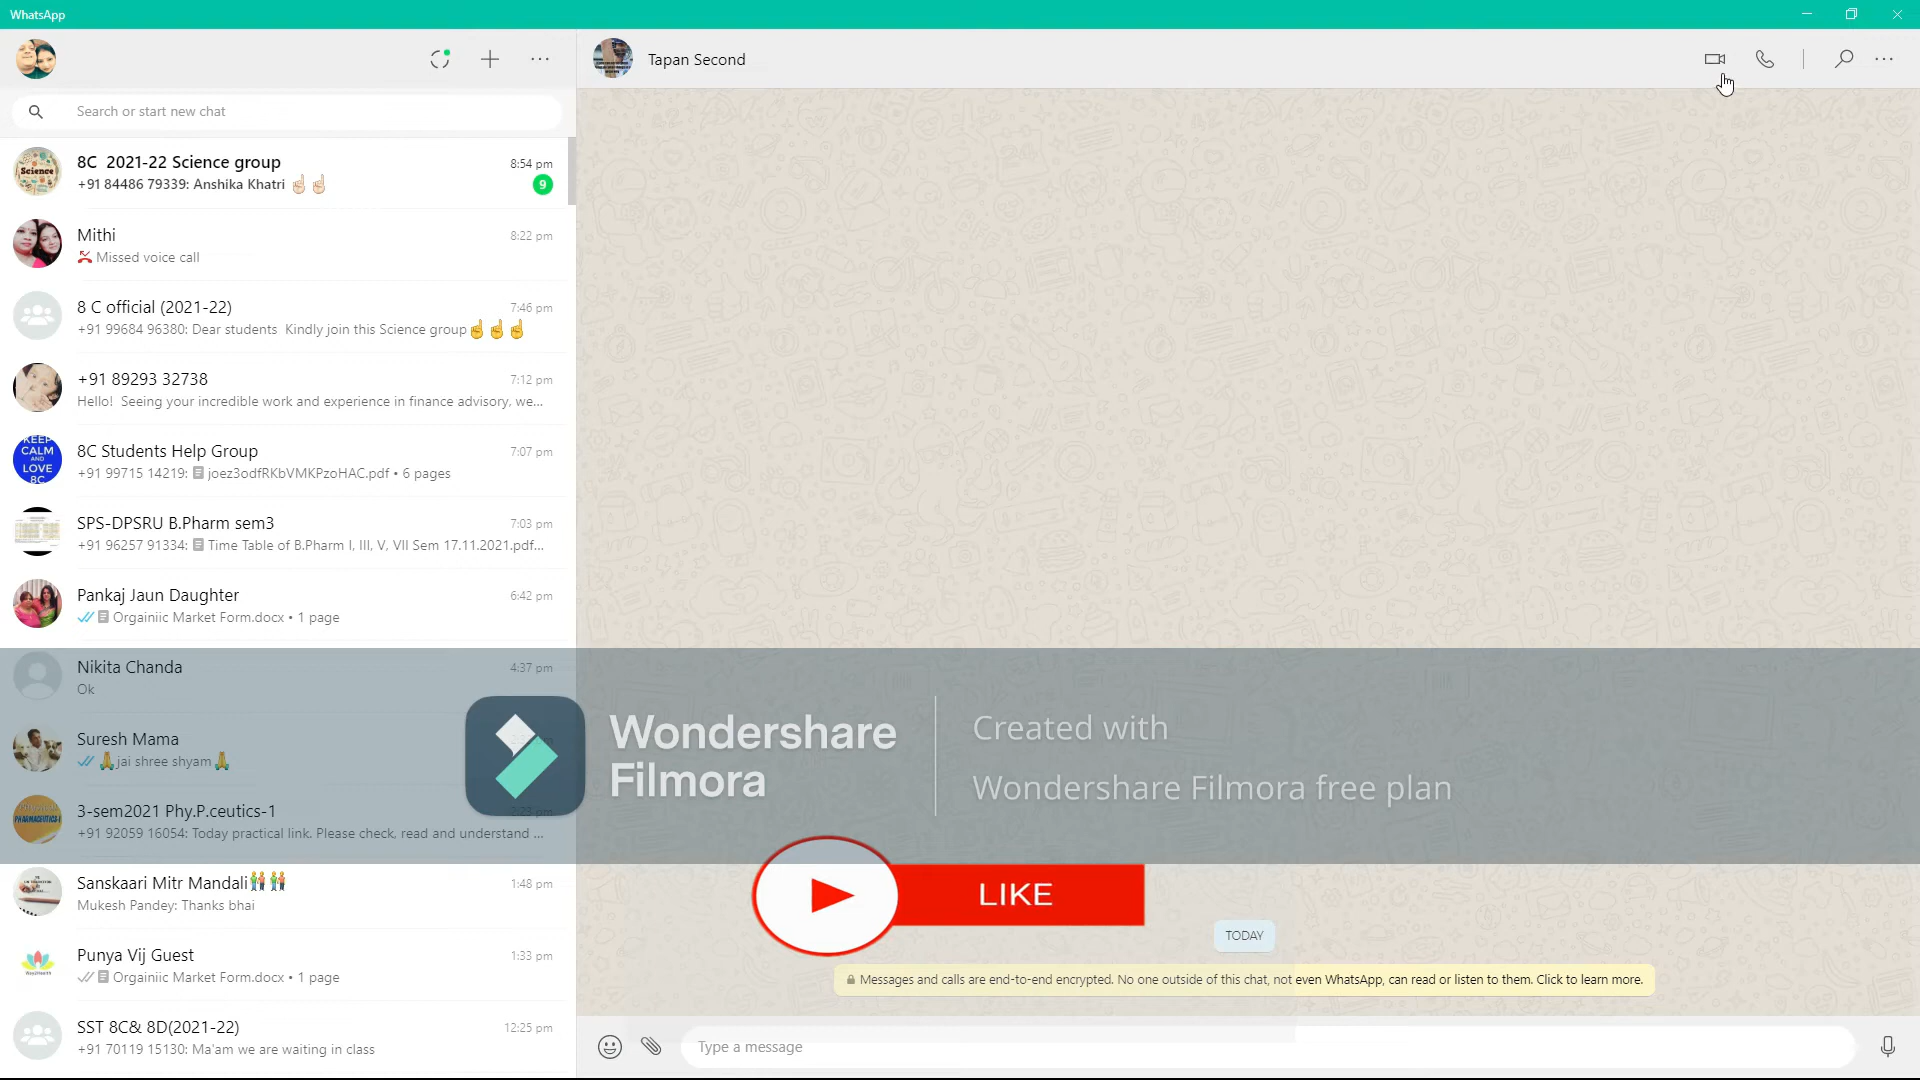 WhatsApp
Tapan Second
Search or start new chat
8C 2021-22 Science group
8:54 pm
+91 84486 79339: Anshika Khatri ☝🏻☝🏻
9
Science
Mithi
8:22 pm
Missed voice call
8 C official (2021-22)
7:46 pm
+91 99684 96380: Dear students Kindly join this Science group☝☝☝
+91 89293 32738
7:12 pm
Hello! Seeing your incredible work and experience in finance advisory, we...
KEEP
CALM
AND
LOVE
8C
8C Students Help Group
7:07 pm
+91 99715 14219: joez3odfRKbVMKPzoHAC.pdf • 6 pages
SPS-DPSRU B.Pharm sem3
7:03 pm
+91 96257 91334: Time Table of B.Pharm I, III, V, VII Sem 17.11.2021.pdf...
Pankaj Jaun Daughter
6:42 pm
Orgainiic Market Form.docx • 1 page
Nikita Chanda
4:37 pm
Ok
Suresh Mama
🙏jai shree shyam🙏
3-sem2021 Phy.P.ceutics-1
2:23 pm
+91 92059 16054: Today practical link. Please check, read and understand ...
Wondershare
Filmora
Created with
Wondershare Filmora free plan
Sanskaari Mitr Mandali👬👬
1:48 pm
Mukesh Pandey: Thanks bhai
LIKE
Punya Vij Guest
1:33 pm
Orgainiic Market Form.docx • 1 page
SST 8C& 8D(2021-22)
12:25 pm
+91 70119 15130: Ma'am we are waiting in class
TODAY
Messages and calls are end-to-end encrypted. No one outside of this chat, not even WhatsApp, can read or listen to them. Click to learn more.
Type a message